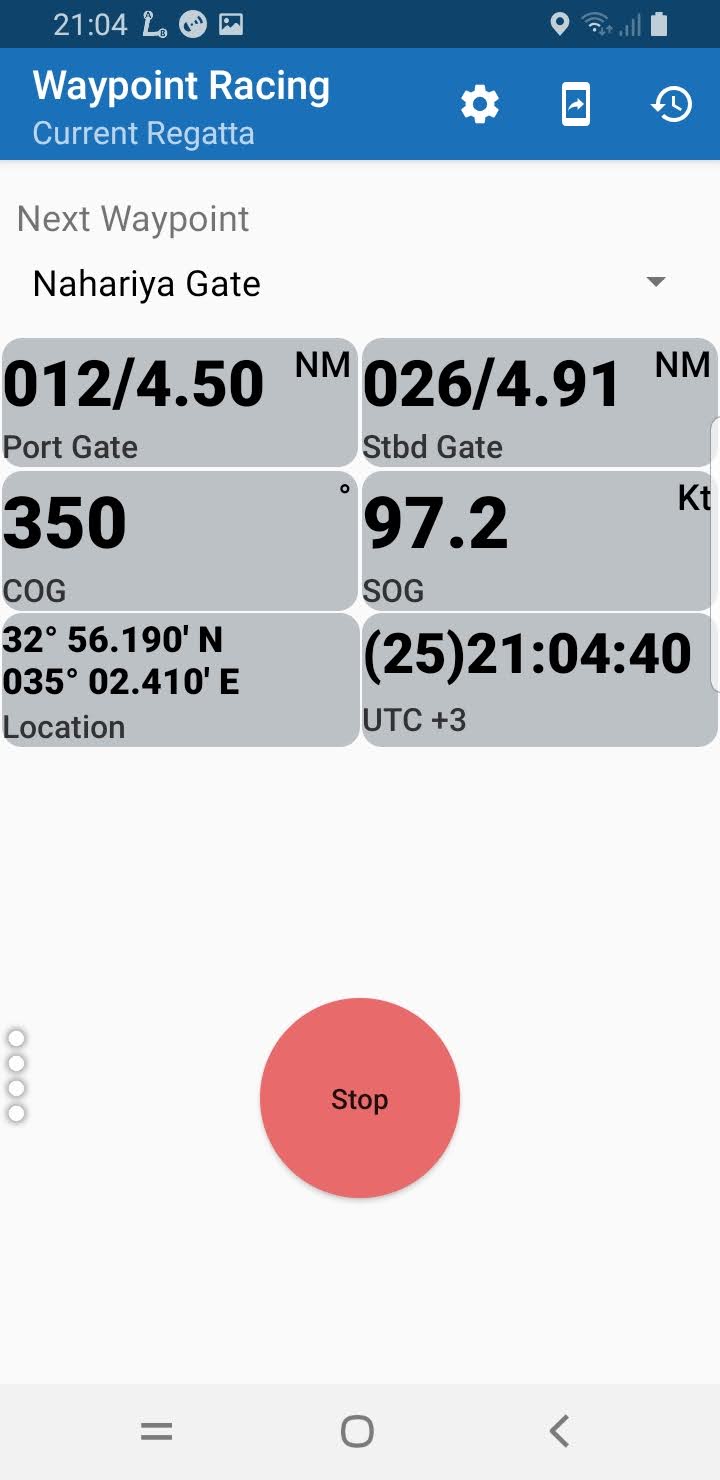 21:04
Waypoint Racing
Current Regatta
Next Waypoint
Nahariya Gate
012/4.50 NM
Port Gate
026/4.91 NM
Stbd Gate
350 °
COG
97.2 Kt
SOG
32° 56.190' N
035° 02.410' E
Location
(25)21:04:40
UTC +3
Stop